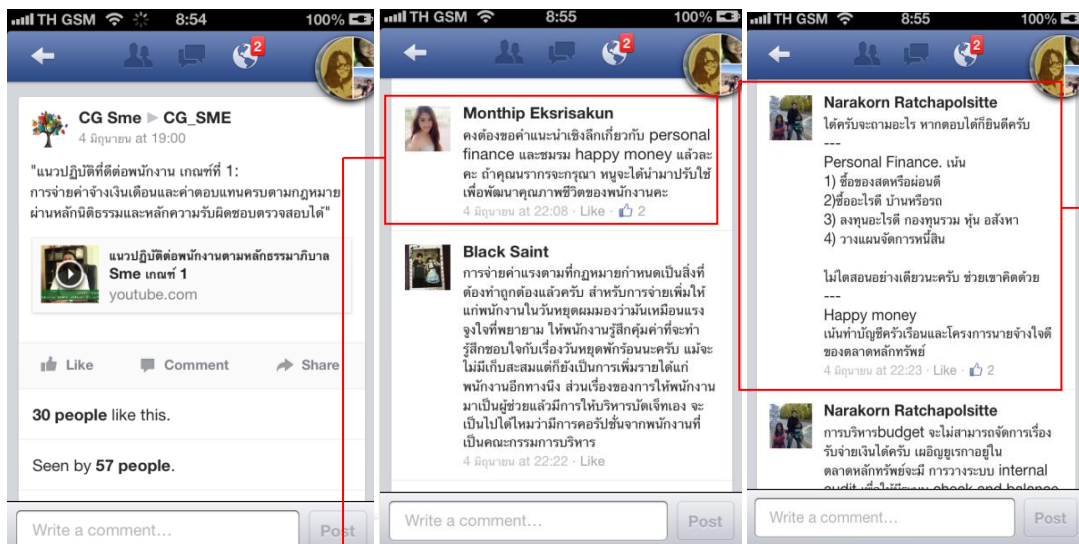 TH GSM 8:54 100%
2
CG Sme ▶ CG_SME
4 มิถุนายน at 19:00
"แนวปฏิบัติที่ดีต่อพนักงาน เกณฑ์ที่ 1:
การจ่ายค่าจ้างเงินเดือนและค่าตอบแทนครบตามกฎหมาย
ผ่านหลักนิติธรรมและหลักความรับผิดชอบตรวจสอบได้"
แนวปฏิบัติต่อพนักงานตามหลักธรรมาภิบาล
Sme เกณฑ์ 1
youtube.com
Like Comment Share
30 people like this.
Seen by 57 people.
Write a comment... Post
TH GSM 8:55 100%
2
Monthip Eksrisakun
คงต้องขอคำแนะนำเชิงลึกเกี่ยวกับ personal
finance และชมรม happy money แล้วละ
คะ ถ้าคุณนรากรจะกรุณา หนูจะได้นำมาปรับใช้
เพื่อพัฒนาคุณภาพชีวิตของพนักงานคะ
4 มิถุนายน at 22:08 · Like · 2
Black Saint
การจ่ายค่าแรงตามที่กฎหมายกำหนดเป็นสิ่งที่
ต้องทำถูกต้องแล้วครับ สำหรับการจ่ายเพิ่มให้
แก่พนักงานในวันหยุดผมมองว่ามันเหมือนแรง
จูงใจที่พยายาม ให้พนักงานรู้สึกคุ้มค่าที่จะทำ
รู้สึกชอบใจกับเรื่องวันหยุดพักร้อนนะครับ แม้จะ
ไม่มีเก็บสะสมแต่ก็ยังเป็นการเพิ่มรายได้แก่
พนักงานอีกทางนึง ส่วนเรื่องของการให้พนักงาน
มาเป็นผู้ช่วยแล้วมีการให้บริหารบัดเจ็ทเอง จะ
เป็นไปได้ไหมว่ามีการคอรัปชั่นจากพนักงานที่
เป็นคณะกรรมการบริหาร
4 มิถุนายน at 22:22 · Like
Write a comment... Post
TH GSM 8:55 100%
2
Narakorn Ratchapolsitte
ได้ครับจะถามอะไร หากตอบได้ก็ยินดีครับ
---
Personal Finance. เน้น
1) ซื้อของสดหรือผ่อนดี
2)ซื้ออะไรดี บ้านหรือรถ
3) ลงทุนอะไรดี กองทุนรวม หุ้น อสังหา
4) วางแผนจัดการหนี้สิน
ไม่ไดสอนอย่างเดียวนะครับ ช่วยเขาคิดด้วย
---
Happy money
เน้นทำบัญชีครัวเรือนและโครงการนายจ้างใจดี
ของตลาดหลักทรัพย์
4 มิถุนายน at 22:23 · Like · 2
Narakorn Ratchapolsitte
การบริหารbudget จะไม่สามารถจัดการเรื่อง
รับจ่ายเงินได้ครับ เผอิญยูเรกาอยู่ใน
ตลาดหลักทรัพย์จะมี การวางระบบ internal
audit เพื่อให้มีระบบ check and balance
Write a comment... Post